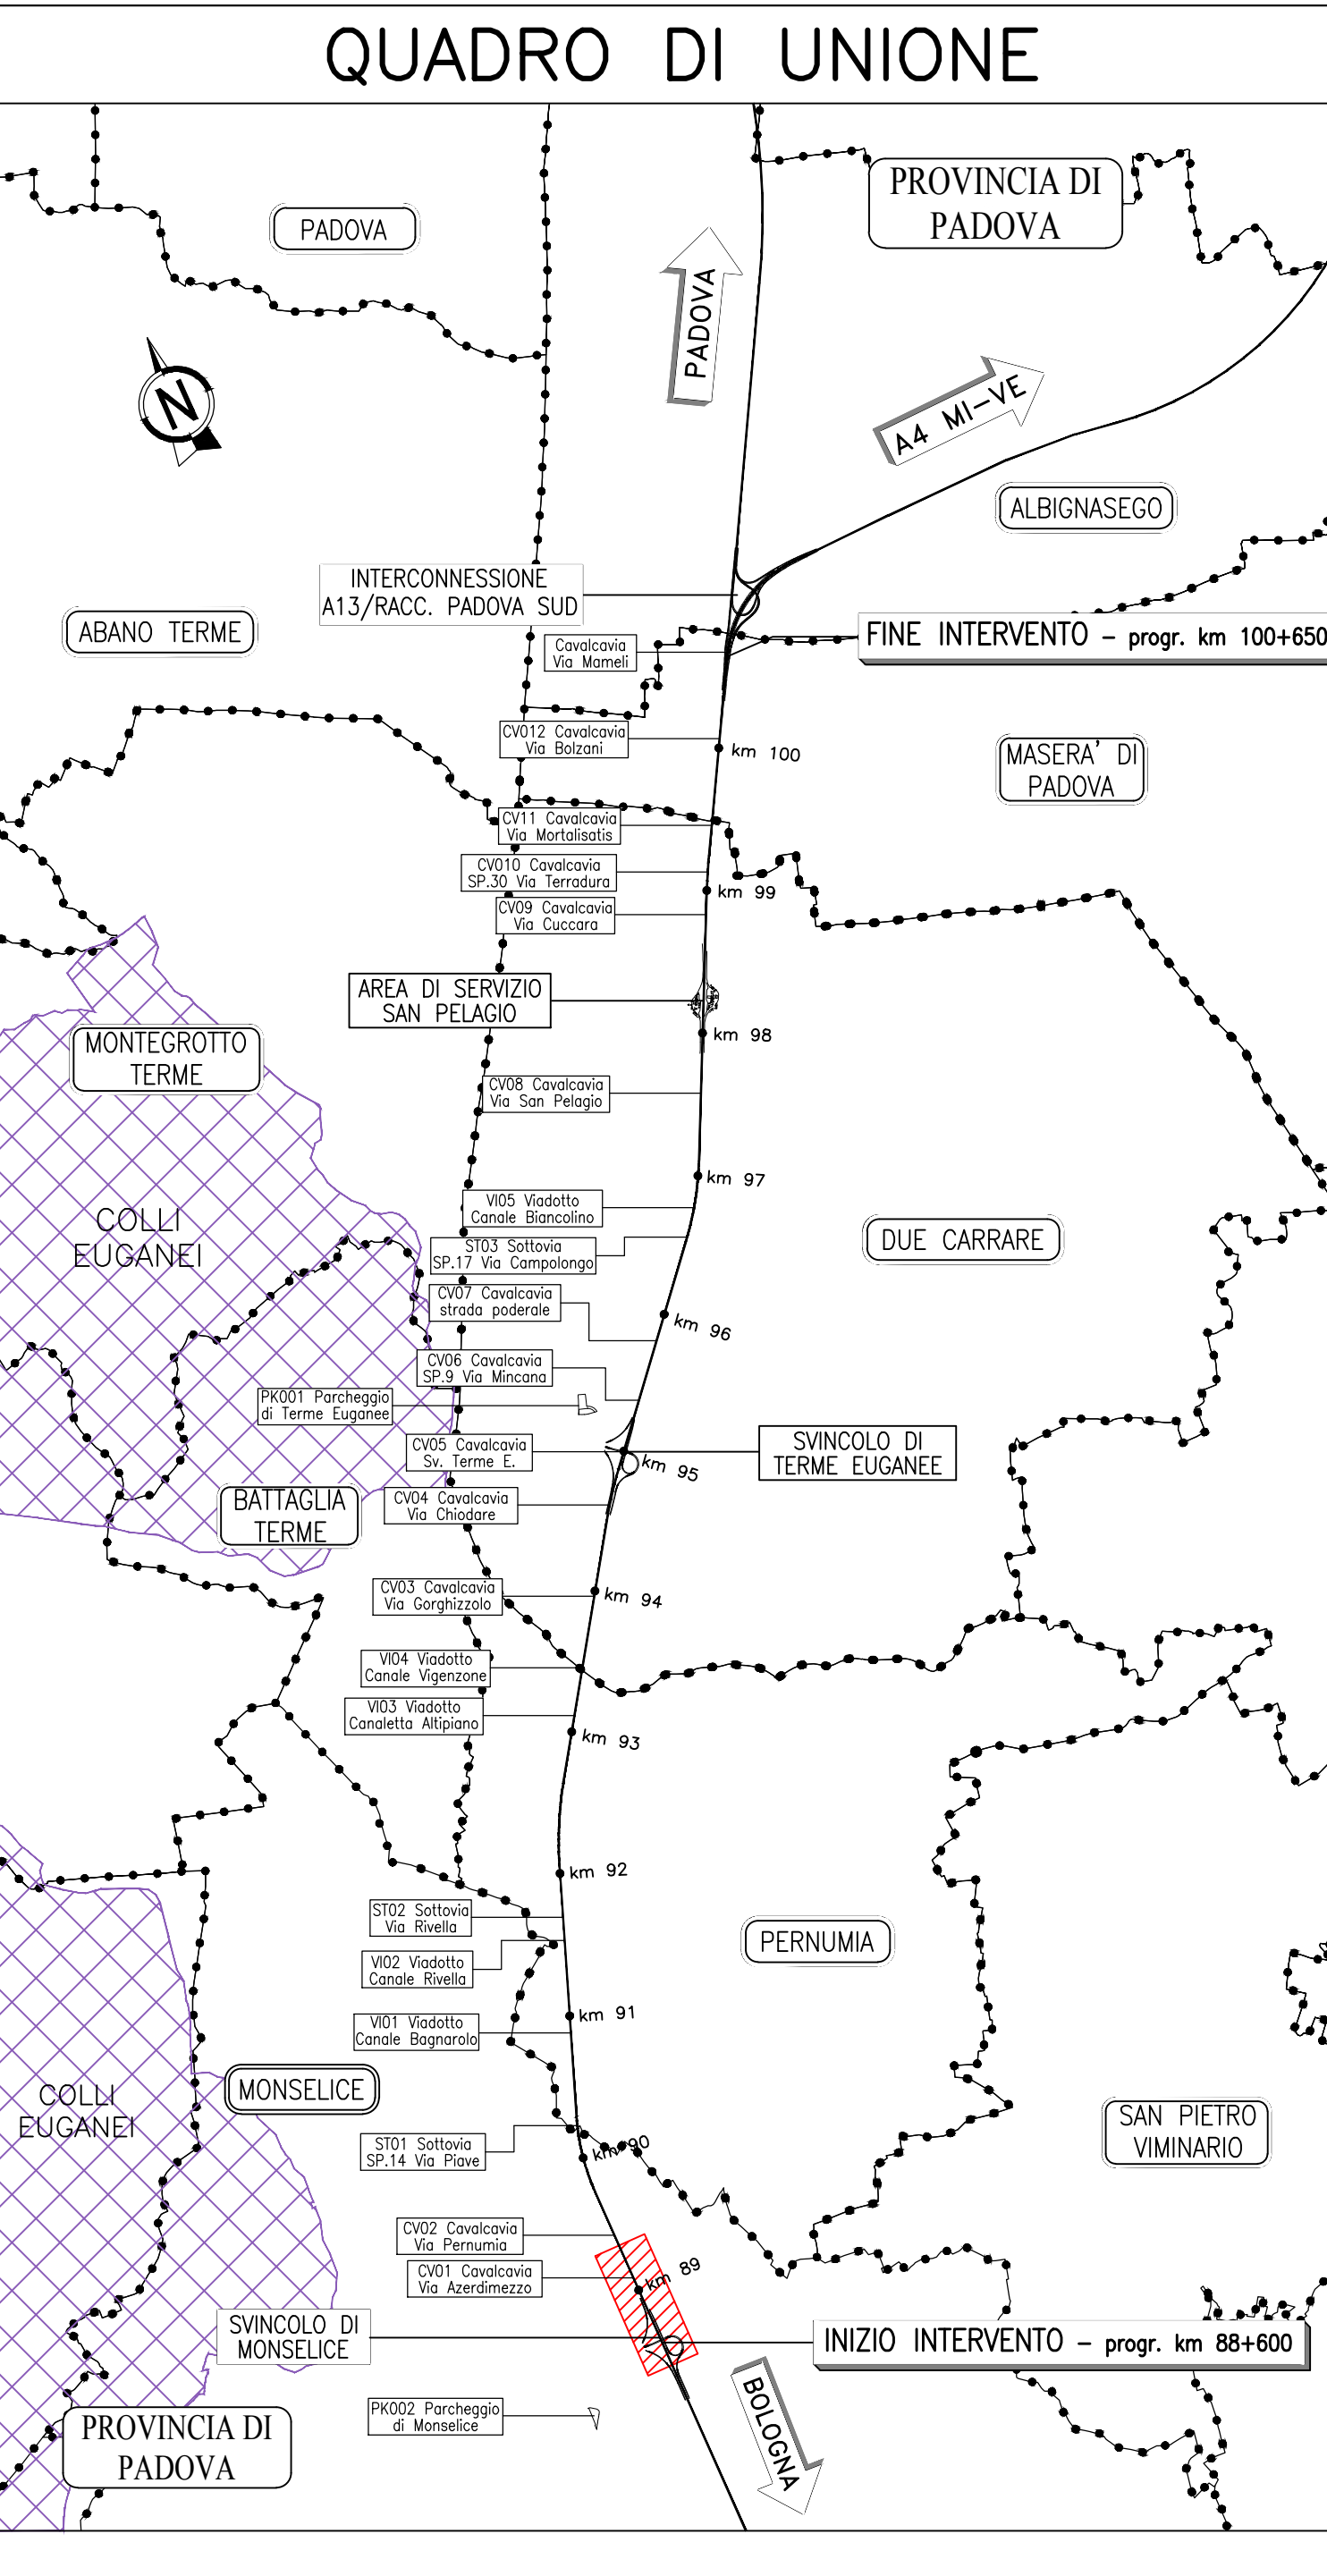 QUADRO DI UNIONE
PROVINCIA DI
PADOVA
PADOVA
PADOVA
N
A4 MI-VE
ALBIGNASEGO
INTERCONNESSIONE
A13/RACC. PADOVA SUD
ABANO TERME
FINE INTERVENTO - progr. km 100+650
Cavalcavia
Via Mameli
CV012 Cavalcavia
Via Bolzani
km 100
MASERA' DI
PADOVA
CV11 Cavalcavia
Via Mortalisatis
CV010 Cavalcavia
SP.30 Via Terradura
km 99
CV09 Cavalcavia
Via Cuccara
AREA DI SERVIZIO
SAN PELAGIO
km 98
MONTEGROTTO
TERME
CV08 Cavalcavia
Via San Pelagio
km 97
VI05 Viadotto
Canale Biancolino
COLLI
EUGANEI
DUE CARRARE
ST03 Sottovia
SP.17 Via Campolongo
CV07 Cavalcavia
strada poderale
km 96
CV06 Cavalcavia
SP.9 Via Mincana
PK001 Parcheggio
di Terme Euganee
CV05 Cavalcavia
Sv. Terme E.
SVINCOLO DI
TERME EUGANEE
km 95
BATTAGLIA
TERME
CV04 Cavalcavia
Via Chiodare
CV03 Cavalcavia
Via Gorghizzolo
km 94
VI04 Viadotto
Canale Vigenzone
VI03 Viadotto
Canaletta Altipiano
km 93
km 92
ST02 Sottovia
Via Rivella
PERNUMIA
VI02 Viadotto
Canale Rivella
km 91
VI01 Viadotto
Canale Bagnarolo
MONSELICE
COLLI
EUGANEI
SAN PIETRO
VIMINARIO
ST01 Sottovia
SP.14 Via Piave
km 90
CV02 Cavalcavia
Via Pernumia
CV01 Cavalcavia
Via Azerdimezzo
km 89
SVINCOLO DI
MONSELICE
INIZIO INTERVENTO - progr. km 88+600
BOLOGNA
PK002 Parcheggio
di Monselice
PROVINCIA DI
PADOVA